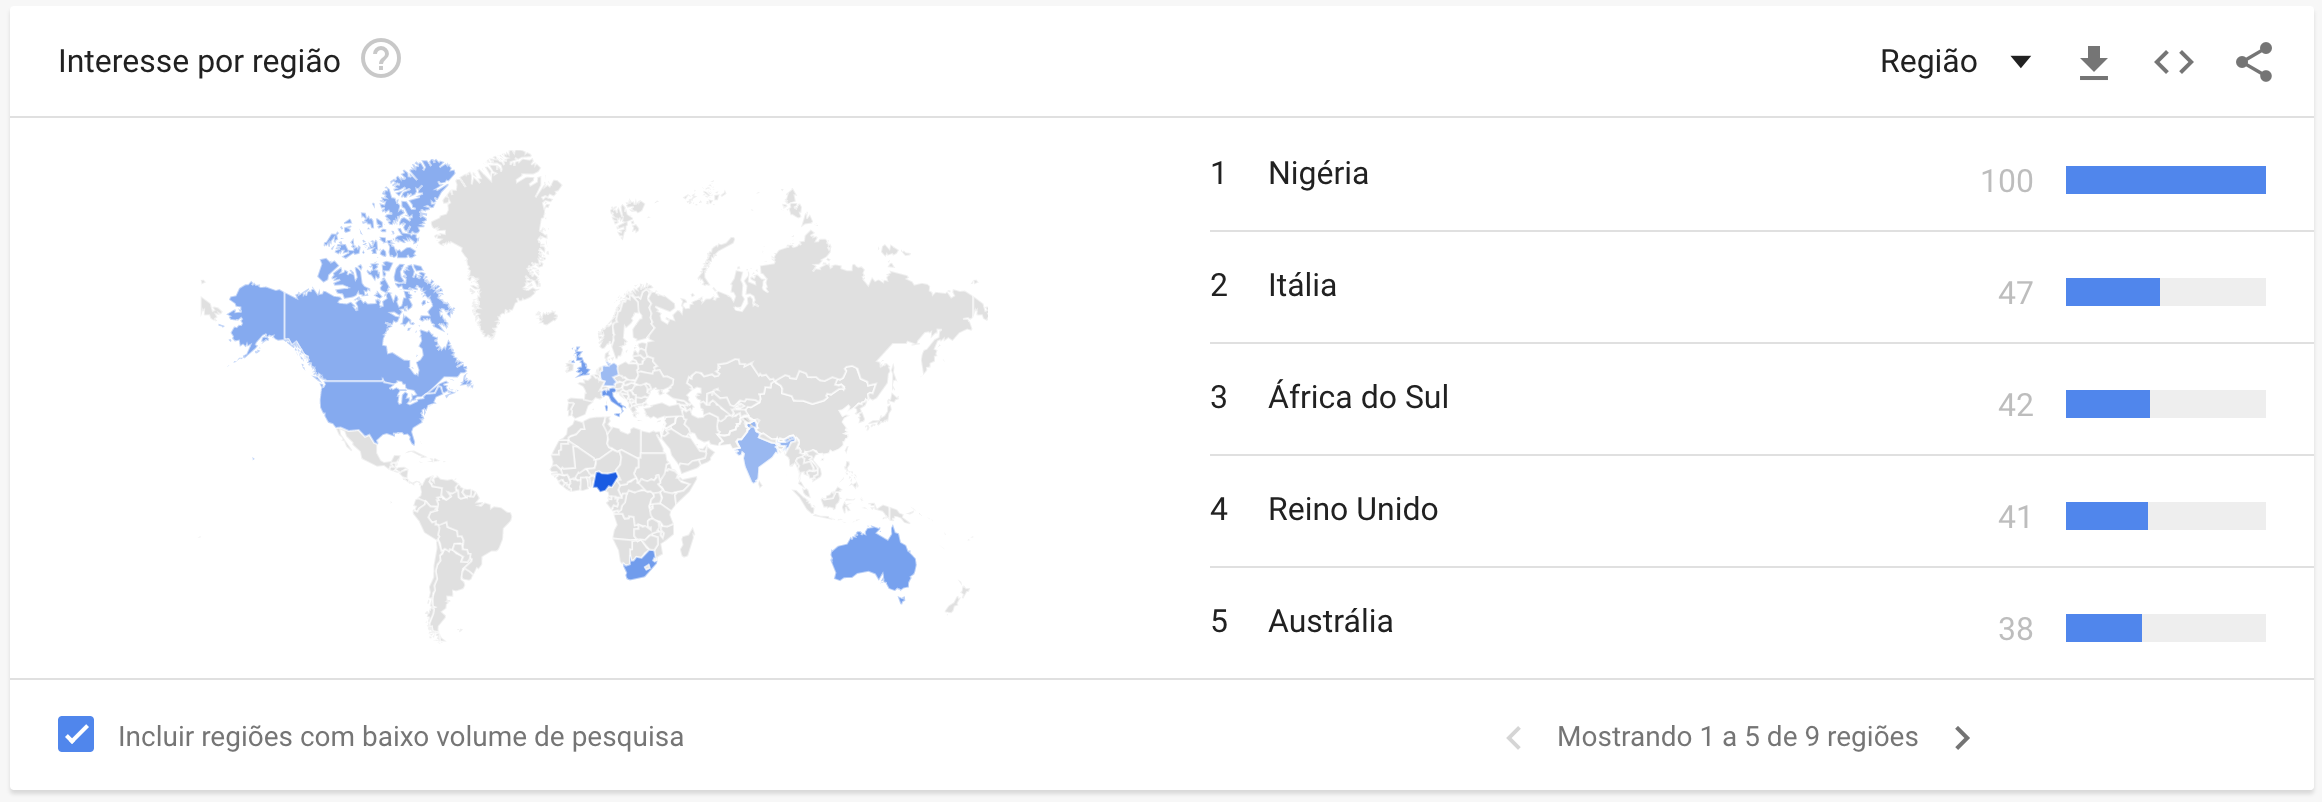 Interesse por região ?
Região
1 Nigéria 100
2 Itália 47
3 África do Sul 42
4 Reino Unido 41
5 Austrália 38
Incluir regiões com baixo volume de pesquisa
Mostrando 1 a 5 de 9 regiões